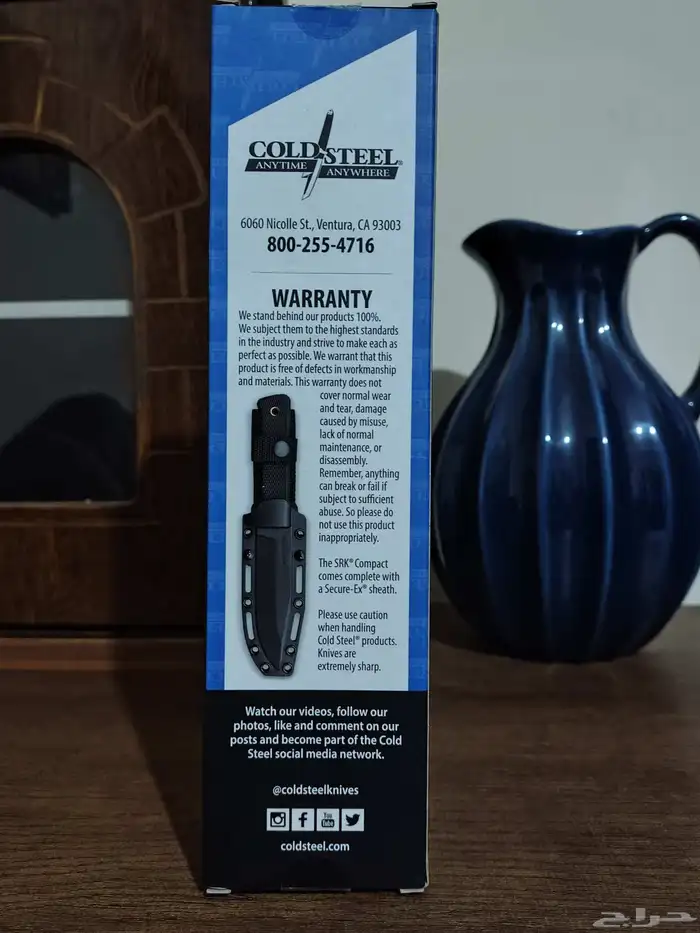 COLD STEEL®
ANYTIME ANYWHERE
6060 Nicolle St., Ventura, CA 93003
800-255-4716
WARRANTY
We stand behind our products 100%.
We subject them to the highest standards
in the industry and strive to make each as
perfect as possible. We warrant that this
product is free of defects in workmanship
and materials. This warranty does not
cover normal wear
and tear, damage
caused by misuse,
lack of normal
maintenance, or
disassembly.
Remember, anything
can break or fail if
subject to sufficient
abuse. So please do
not use this product
inappropriately.
The SRK® Compact
comes complete with
a Secure-Ex® sheath.
Please use caution
when handling
Cold Steel® products.
Knives are
extremely sharp.
Watch our videos, follow our
photos, like and comment on our
posts and become part of the Cold
Steel social media network.
@coldsteelknives
You
Tube
coldsteel.com
حراج